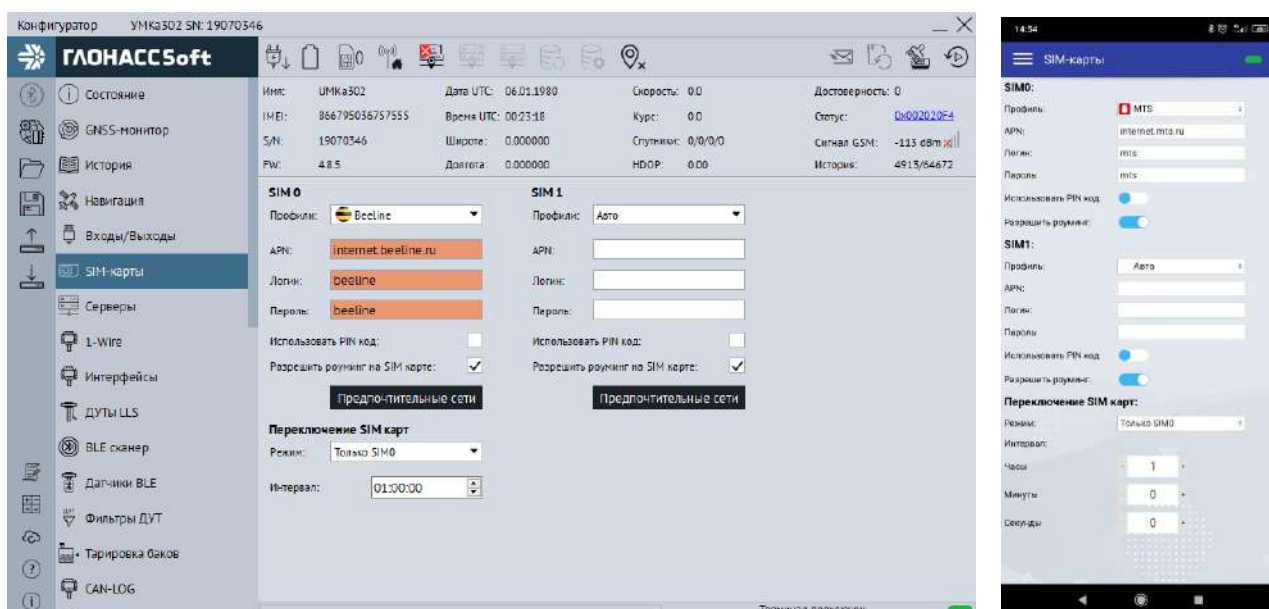 Конфигуратор УМКа302 SN: 19070346
ГЛОНАССSoft
Состояние
GNSS-монитор
История
Навигация
Входы/Выходы
SIM-карты
Серверы
1-Wire
Интерфейсы
ДУТы LLS
BLE сканер
Датчики BLE
Фильтры ДУТ
Тарировка баков
CAN-LOG
Имя: UMKa302 Дата UTC: 06.01.1980 Скорость: 0.0 Достоверность: 0
IMEI: 866795036757555 Время UTC: 00:23:18 Курс: 0.0 Статус: 0x002020F4
S/N: 19070346 Широта: 0.000000 Спутники: 0/0/0/0 Сигнал GSM: -113 dBm
FW: 4.8.5 Долгота: 0.000000 HDOP: 0.00 История: 4913/64672
SIM 0 SIM 1
Профили: Beeline Профили: Авто
APN: internet.beeline.ru APN:
Логин: beeline Логин:
Пароль: beeline Пароль:
Использовать PIN код: Использовать PIN код:
Разрешить роуминг на SIM карте: Разрешить роуминг на SIM карте:
Предпочтительные сети Предпочтительные сети
Переключение SIM карт
Режим: Только SIM0
Интервал: 01:00:00
14:54
SIM-карты
SIM0:
Профиль: MTS
APN: internet.mts.ru
Логин: mts
Пароль: mts
Использовать PIN код
Разрешить роуминг:
SIM1:
Профиль: Авто
APN:
Логин:
Пароль:
Использовать PIN код
Разрешить роуминг:
Переключение SIM карт:
Режим: Только SIM0
Интервал:
Часы - 1 +
Минуты - 0 +
Секунды - 0 +